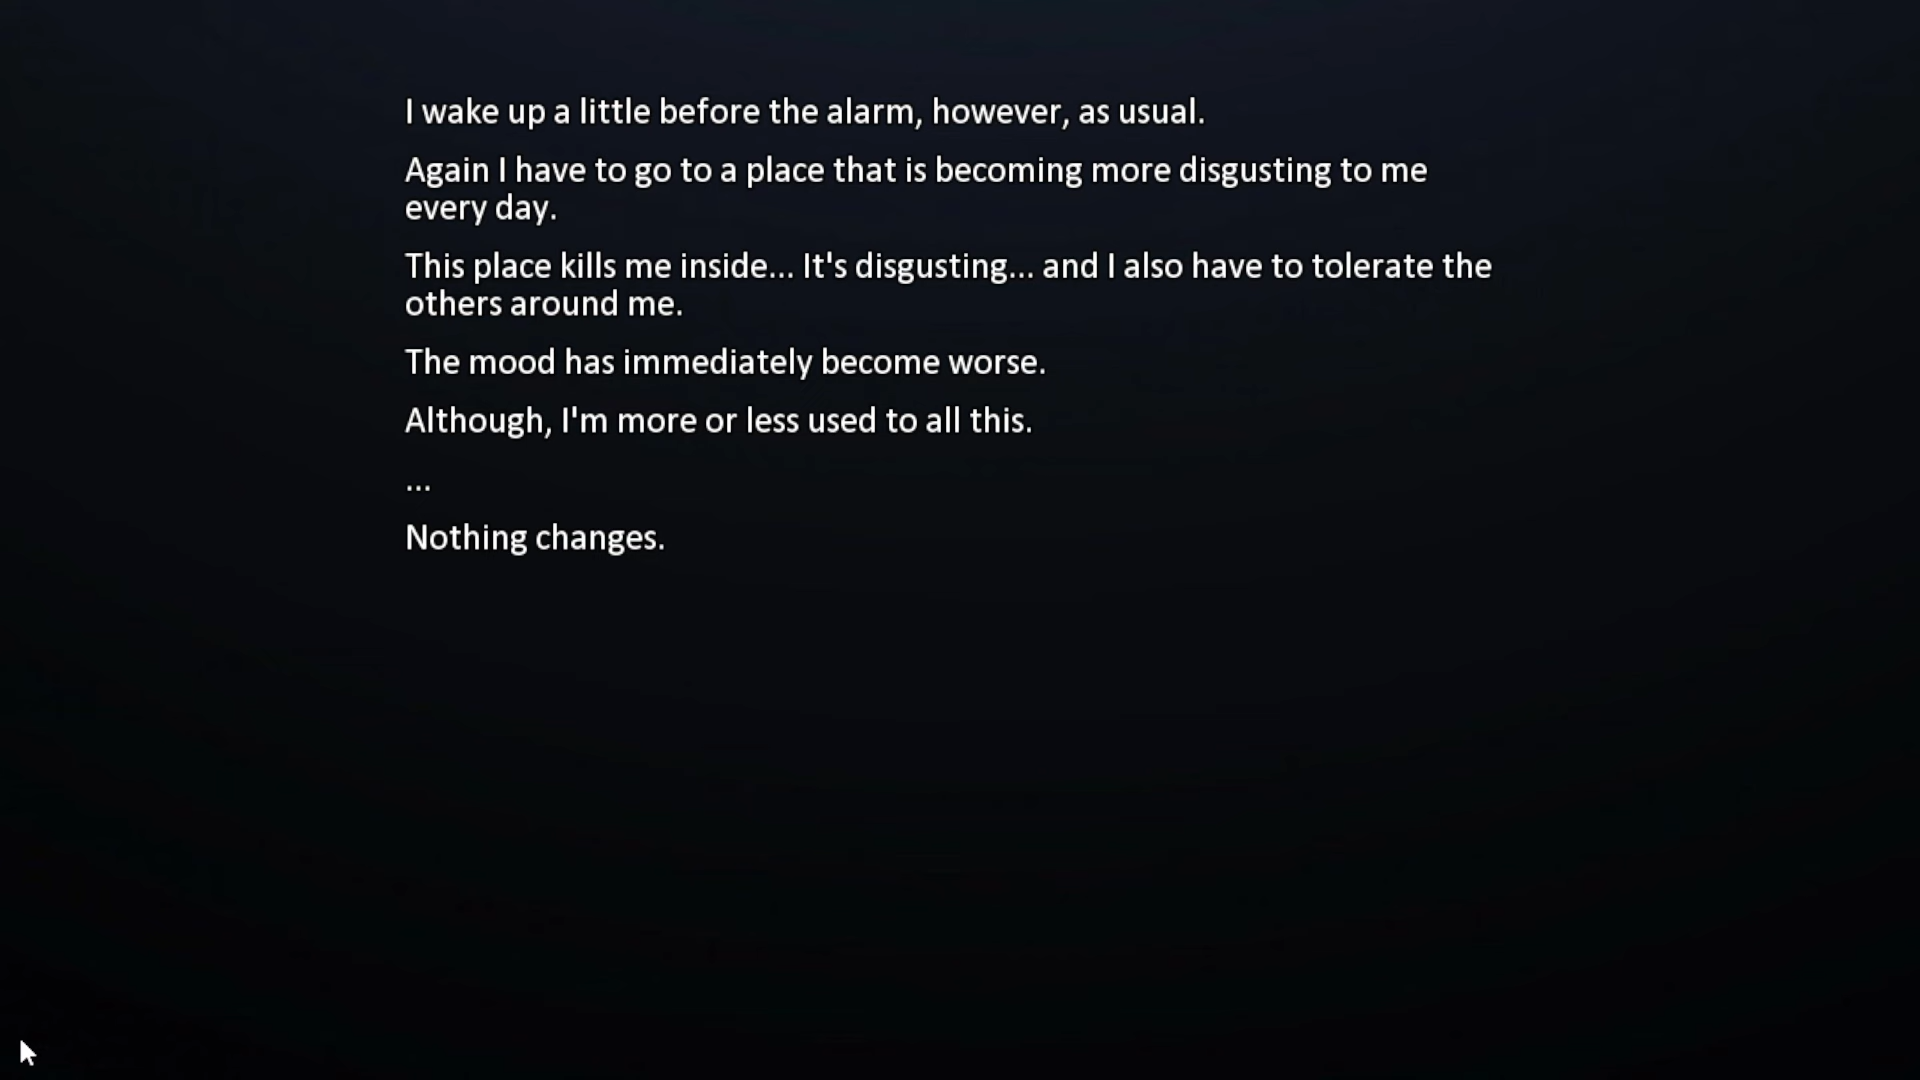 I wake up a little before the alarm, however, as usual.
Again I have to go to a place that is becoming more disgusting to me
every day.
This place kills me inside... It's disgusting... and I also have to tolerate the
others around me.
The mood has immediately become worse.
Although, I'm more or less used to all this.
...
Nothing changes.